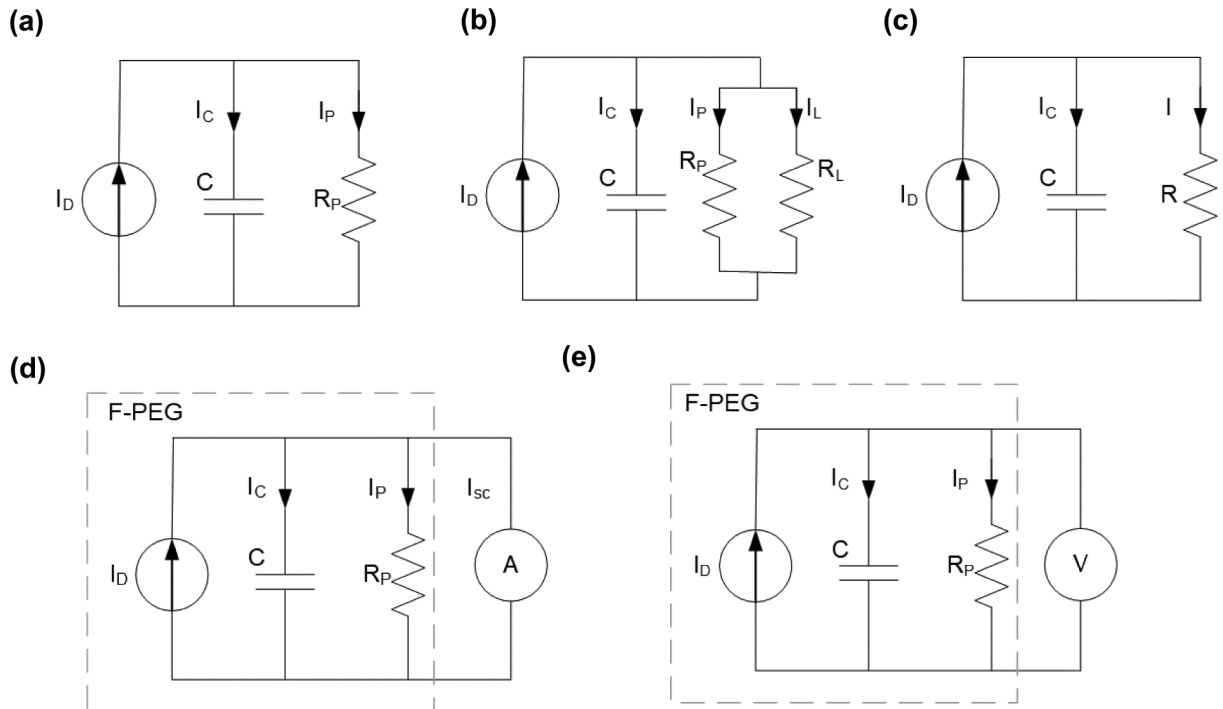 (a)
I_C
I_P
I_D
C
R_P
(b)
I_C
I_P
I_L
I_D
C
R_P
R_L
(c)
I_C
I
I_D
C
R
(d)
F-PEG
I_C
I_P
I_sc
I_D
C
R_P
A
(e)
F-PEG
I_C
I_P
I_D
C
R_P
V